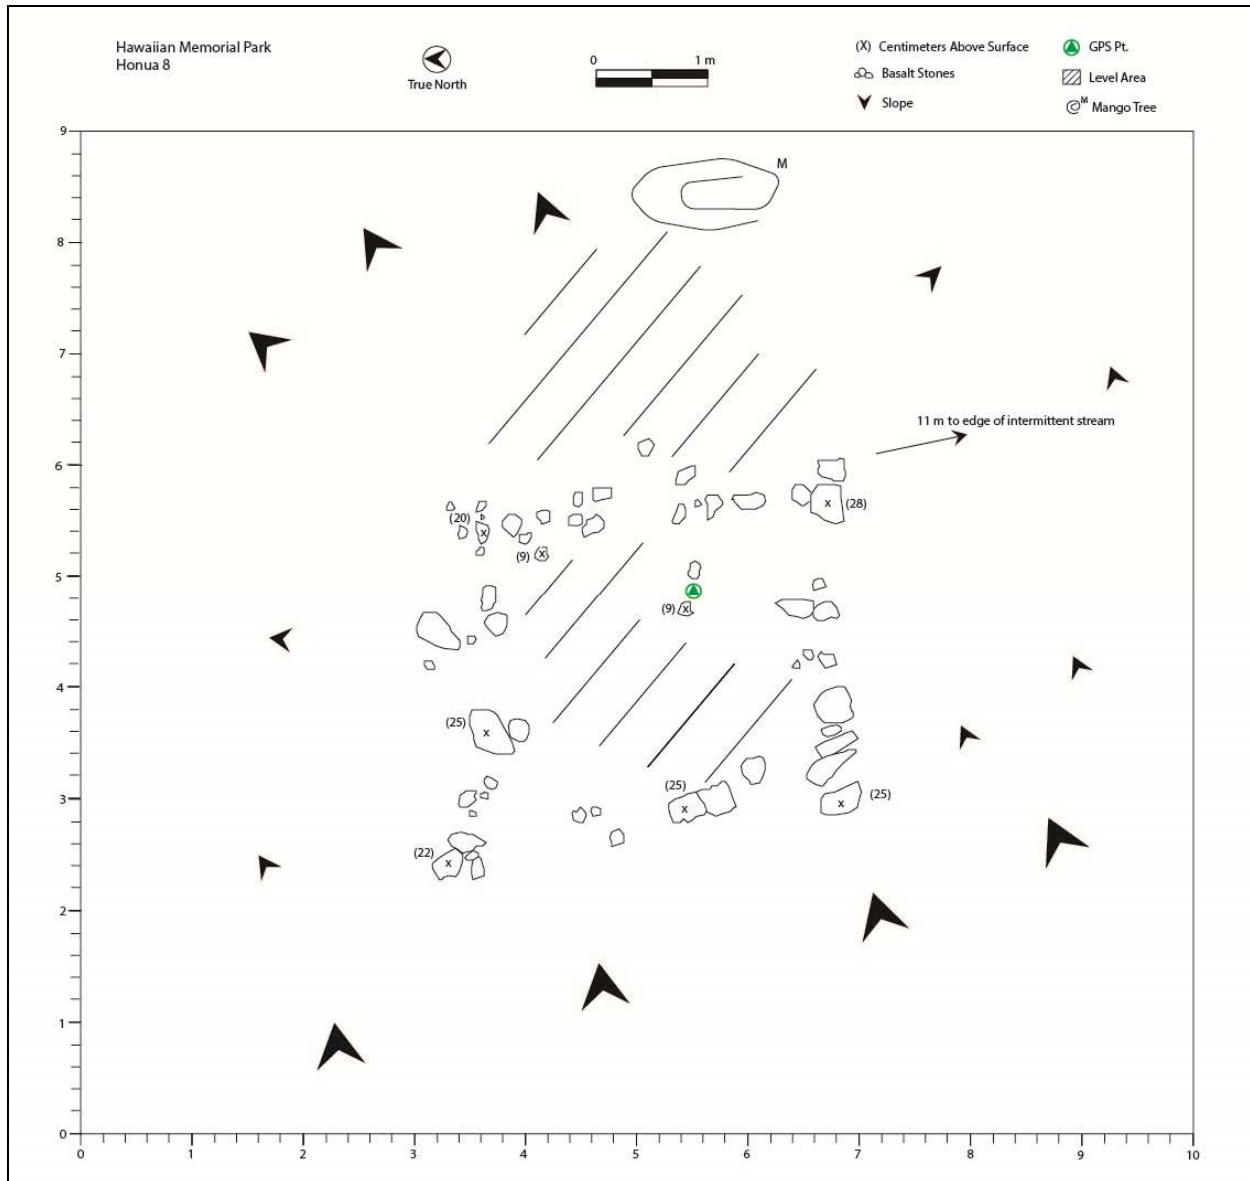 Hawaiian Memorial Park
Honua 8
True North
0 1 m
(X) Centimeters Above Surface
Basalt Stones
Slope
GPS Pt.
Level Area
M Mango Tree
9
M
8
7
11 m to edge of intermittent stream
6
(20) x
x (28)
(9) x
5
(9) x
4
(25) x
3
(25) x
x (25)
(22) x
2
1
0
0 1 2 3 4 5 6 7 8 9 10